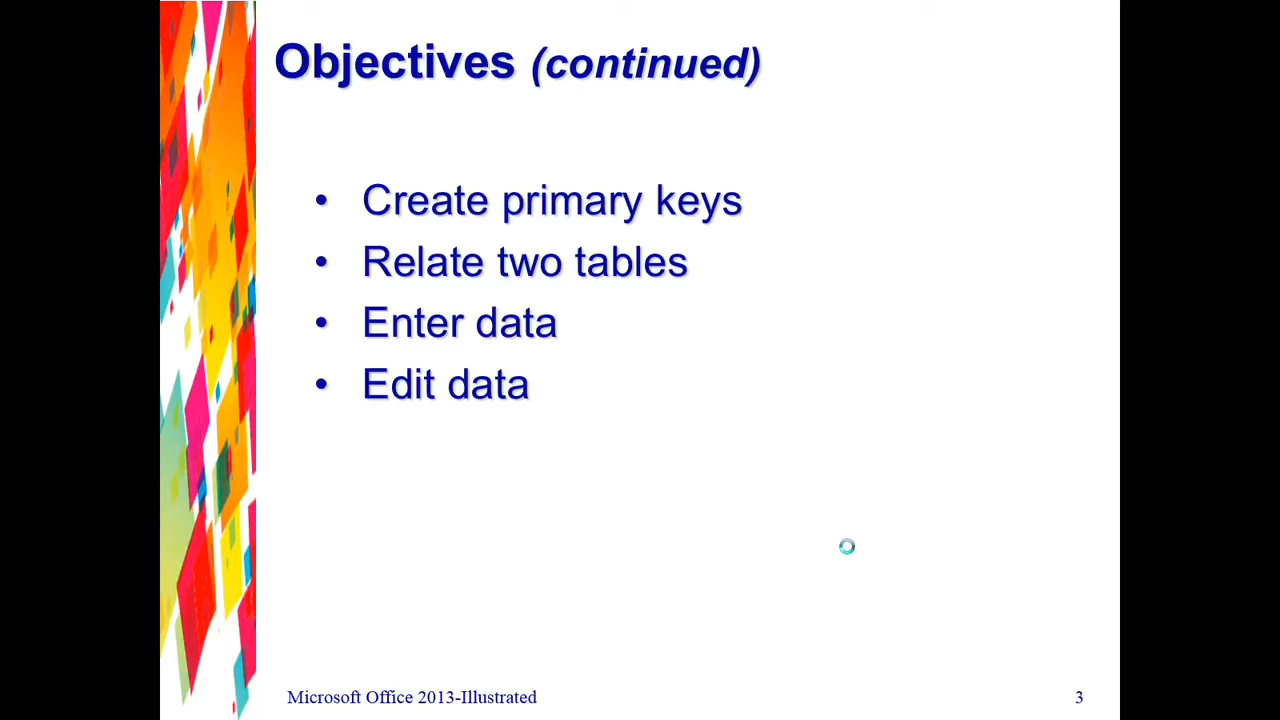 Objectives (continued)
• Create primary keys
• Relate two tables
• Enter data
• Edit data
Microsoft Office 2013-Illustrated
3